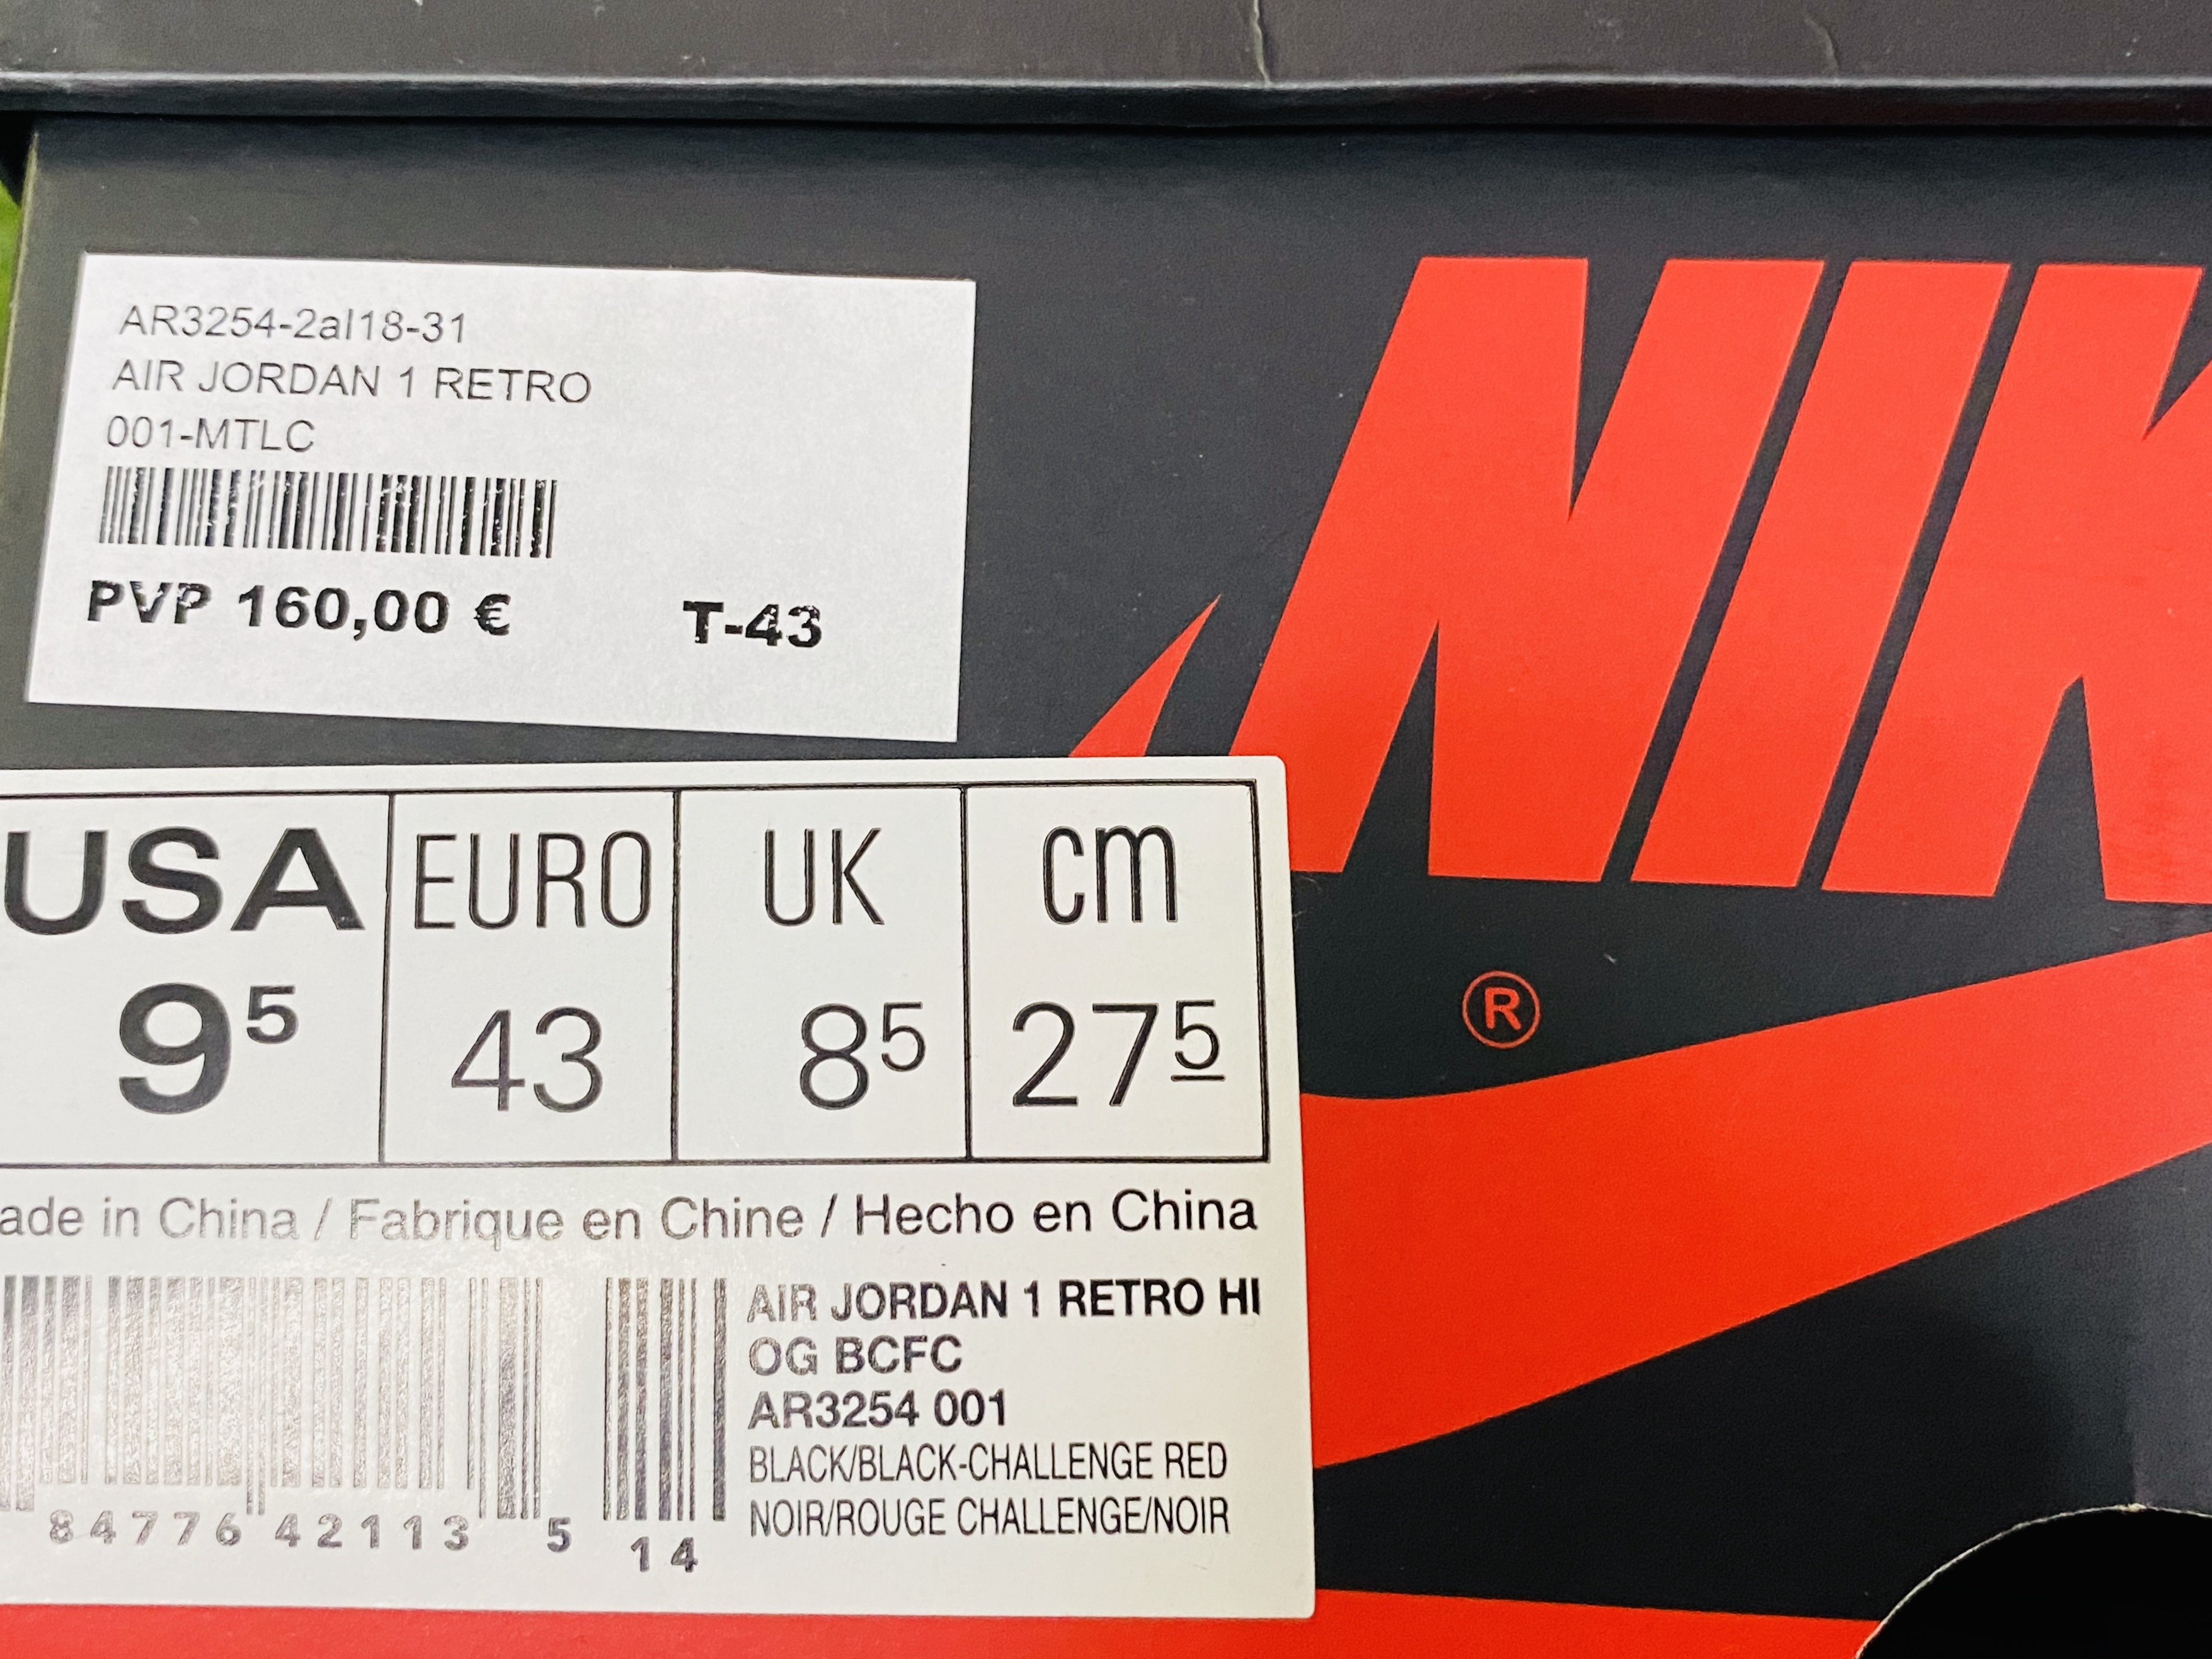 AR3254-2al18-31
AIR JORDAN 1 RETRO
001-MTLC
PVP 160,00 € T-43
NIK
®
USA EURO UK cm
9⁵ 43 8⁵ 27⁵
ade in China / Fabrique en Chine / Hecho en China
AIR JORDAN 1 RETRO HI
OG BCFC
AR3254 001
BLACK/BLACK-CHALLENGE RED
NOIR/ROUGE CHALLENGE/NOIR
84776 42113 5 14